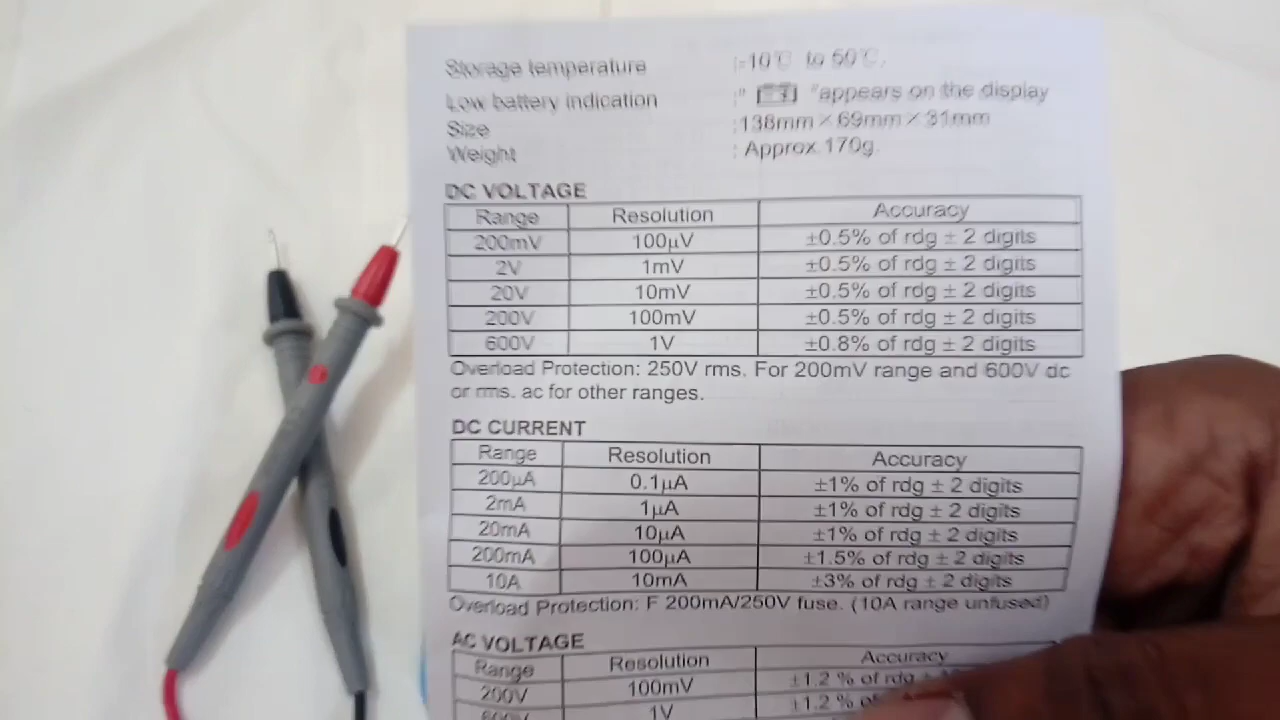 Storage temperature :-10℃ to 50℃.
Low battery indication :" " appears on the display
Size :138mm × 69mm × 31mm
Weight : Approx.170g.
DC VOLTAGE
Range Resolution Accuracy
200mV 100μV ±0.5% of rdg ± 2 digits
2V 1mV ±0.5% of rdg ± 2 digits
20V 10mV ±0.5% of rdg ± 2 digits
200V 100mV ±0.5% of rdg ± 2 digits
600V 1V ±0.8% of rdg ± 2 digits
Overload Protection: 250V rms. For 200mV range and 600V dc
or rms. ac for other ranges.
DC CURRENT
Range Resolution Accuracy
200μA 0.1μA ±1% of rdg ± 2 digits
2mA 1μA ±1% of rdg ± 2 digits
20mA 10μA ±1% of rdg ± 2 digits
200mA 100μA ±1.5% of rdg ± 2 digits
10A 10mA ±3% of rdg ± 2 digits
Overload Protection: F 200mA/250V fuse. (10A range unfused)
AC VOLTAGE
Range Resolution Accuracy
200V 100mV ±1.2 % of rdg ±
600V 1V ±1.2 % of